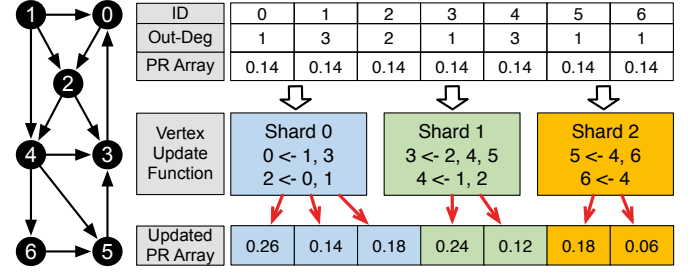 1 0
2
4 3
6 5
ID 0 1 2 3 4 5 6
Out-Deg 1 3 2 1 3 1 1
PR Array 0.14 0.14 0.14 0.14 0.14 0.14 0.14
Vertex
Update
Function
Shard 0
0 <- 1, 3
2 <- 0, 1
Shard 1
3 <- 2, 4, 5
4 <- 1, 2
Shard 2
5 <- 4, 6
6 <- 4
Updated
PR Array
0.26 0.14 0.18 0.24 0.12 0.18 0.06